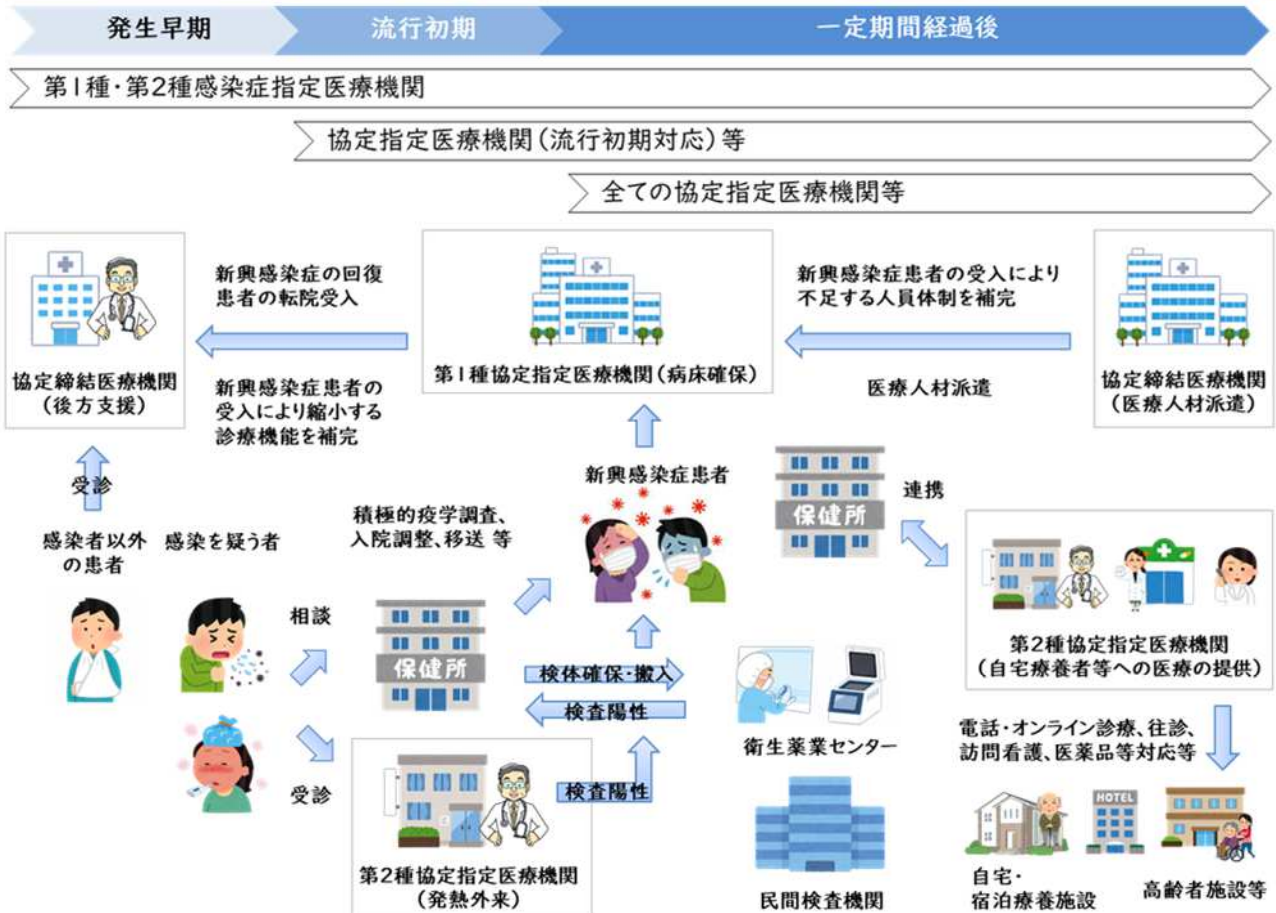 発生早期
流行初期
一定期間経過後
第1種・第2種感染症指定医療機関
協定指定医療機関(流行初期対応)等
全ての協定指定医療機関等
協定締結医療機関
(後方支援)
新興感染症の回復
患者の転院受入
新興感染症患者の
受入により縮小する
診療機能を補完
第1種協定指定医療機関(病床確保)
新興感染症患者の受入により
不足する人員体制を補完
医療人材派遣
協定締結医療機関
(医療人材派遣)
受診
感染者以外
の患者
感染を疑う者
相談
受診
積極的疫学調査、
入院調整、移送 等
保健所
新興感染症患者
検体確保・搬入
検査陽性
検査陽性
第2種協定指定医療機関
(発熱外来)
衛生薬業センター
民間検査機関
保健所
連携
第2種協定指定医療機関
(自宅療養者等への医療の提供)
電話・オンライン診療、往診、
訪問看護、医薬品等対応等
HOTEL
自宅・
宿泊療養施設
高齢者施設等